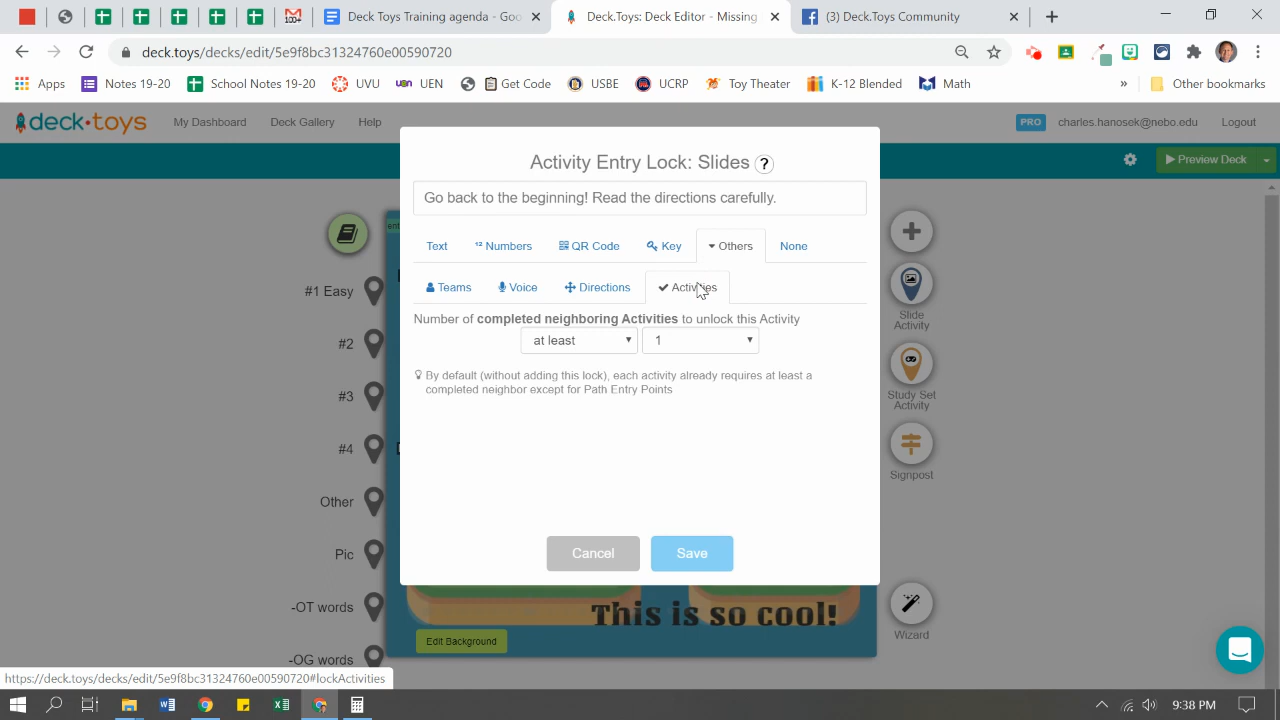 100+
Deck Toys Training agenda - Goo
Deck.Toys: Deck Editor - Missing
(3) Deck.Toys Community
deck.toys/decks/edit/5e9f8bc31324760e00590720
Apps
Notes 19-20
School Notes 19-20
UVU
UEN
Get Code
USBE
UCRP
Toy Theater
K-12 Blended
Math
»
Other bookmarks
deck•toys
My Dashboard
Deck Gallery
Help
PRO
charles.hanosek@nebo.edu
Logout
Preview Deck
Activity Entry Lock: Slides ?
Go back to the beginning! Read the directions carefully.
Text
¹² Numbers
QR Code
Key
Others
None
Teams
Voice
Directions
Activities
Number of completed neighboring Activities to unlock this Activity
at least
1
By default (without adding this lock), each activity already requires at least a
completed neighbor except for Path Entry Points
Cancel
Save
#1 Easy
#2
#3
#4
Other
Pic
-OT words
-OG words
Slide
Activity
Study Set
Activity
Signpost
Wizard
This is so cool!
Edit Background
https://deck.toys/decks/edit/5e9f8bc31324760e00590720#lockActivities
9:38 PM